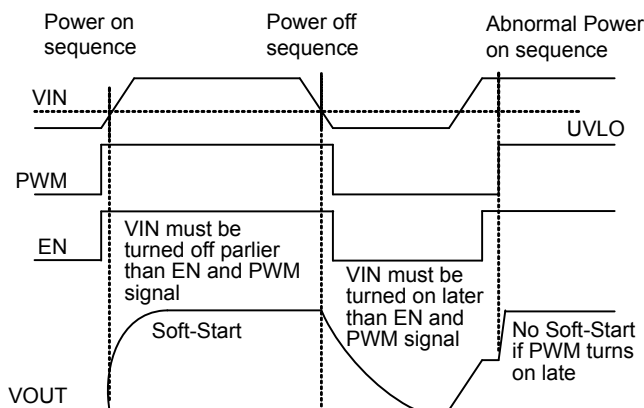 Power on
sequence
Power off
sequence
Abnormal Power
on sequence
VIN
UVLO
PWM
EN
VIN must be
turned off parlier
than EN and PWM
signal
VIN must be
turned on later
than EN and
PWM signal
Soft-Start
No Soft-Start
if PWM turns
on late
VOUT